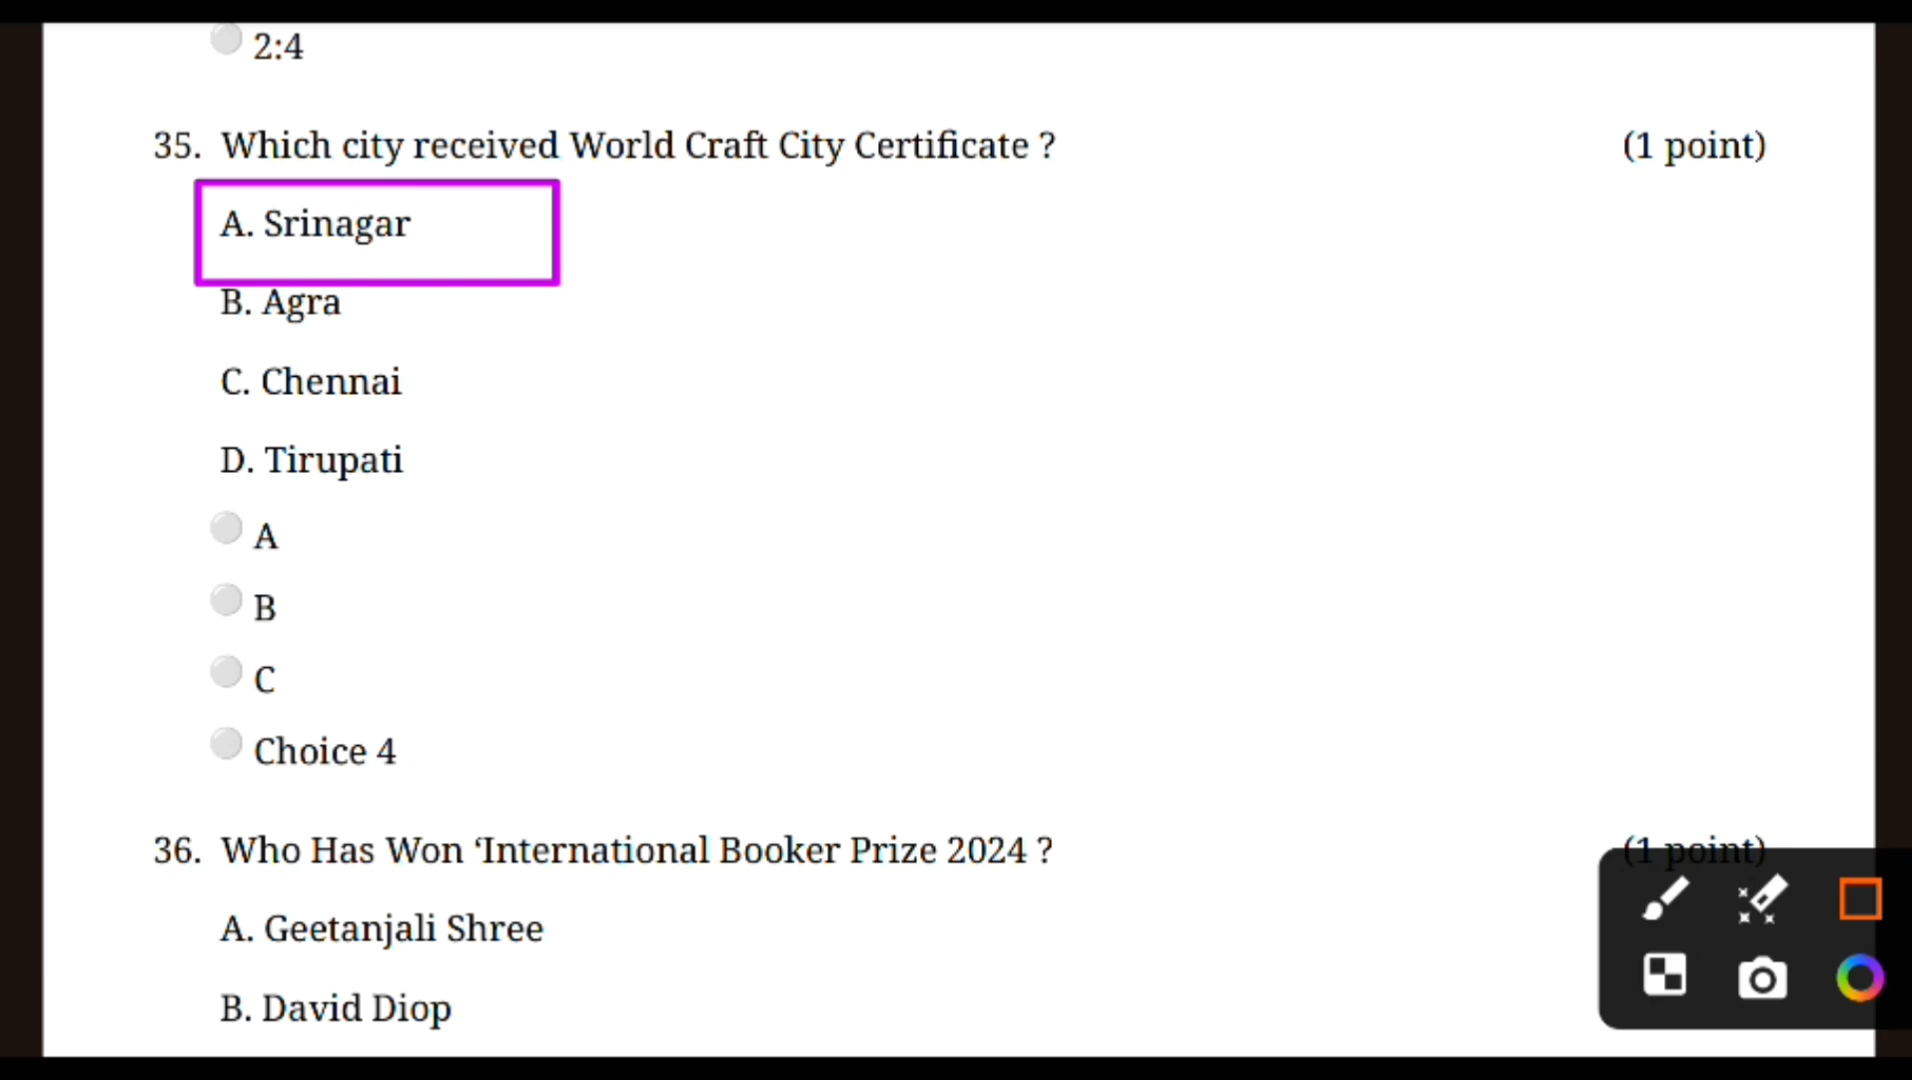 2:4
35. Which city received World Craft City Certificate ? (1 point)
A. Srinagar
B. Agra
C. Chennai
D. Tirupati
A
B
C
Choice 4
36. Who Has Won ‘International Booker Prize 2024 ? (1 point)
A. Geetanjali Shree
B. David Diop